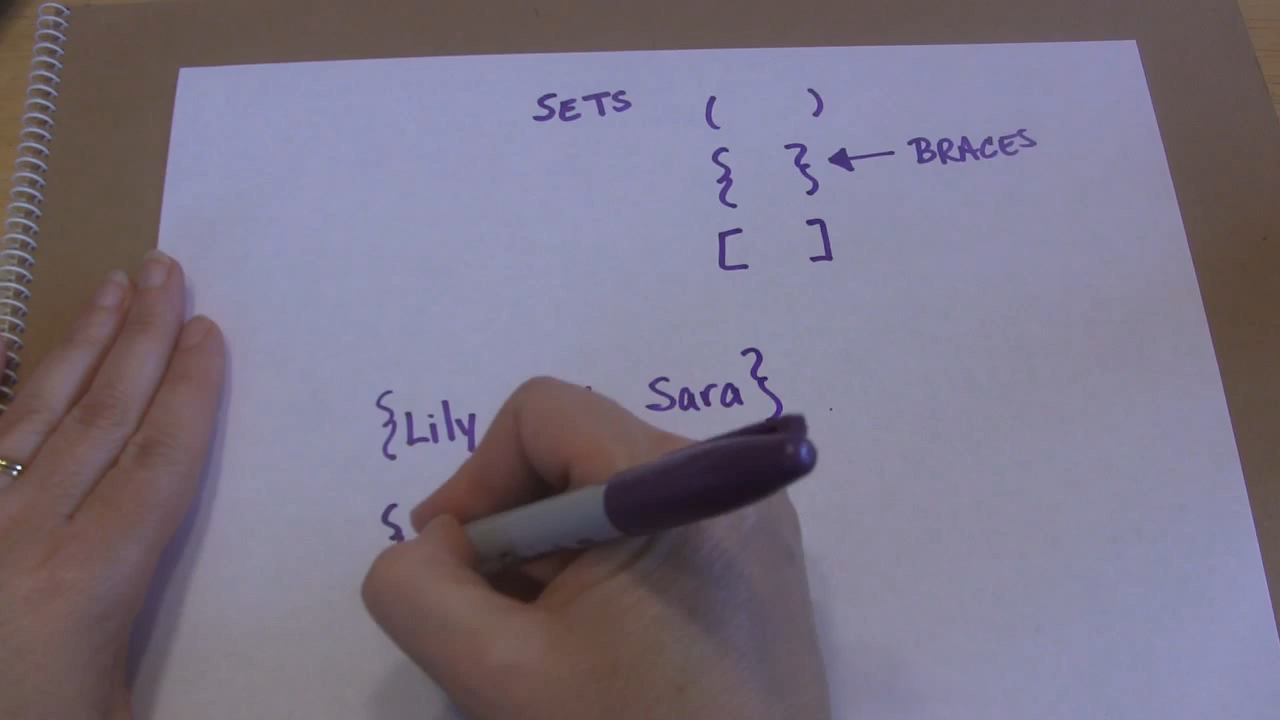 SETS ( )
{ } ← BRACES
[ ]
{Lily Sara}
{